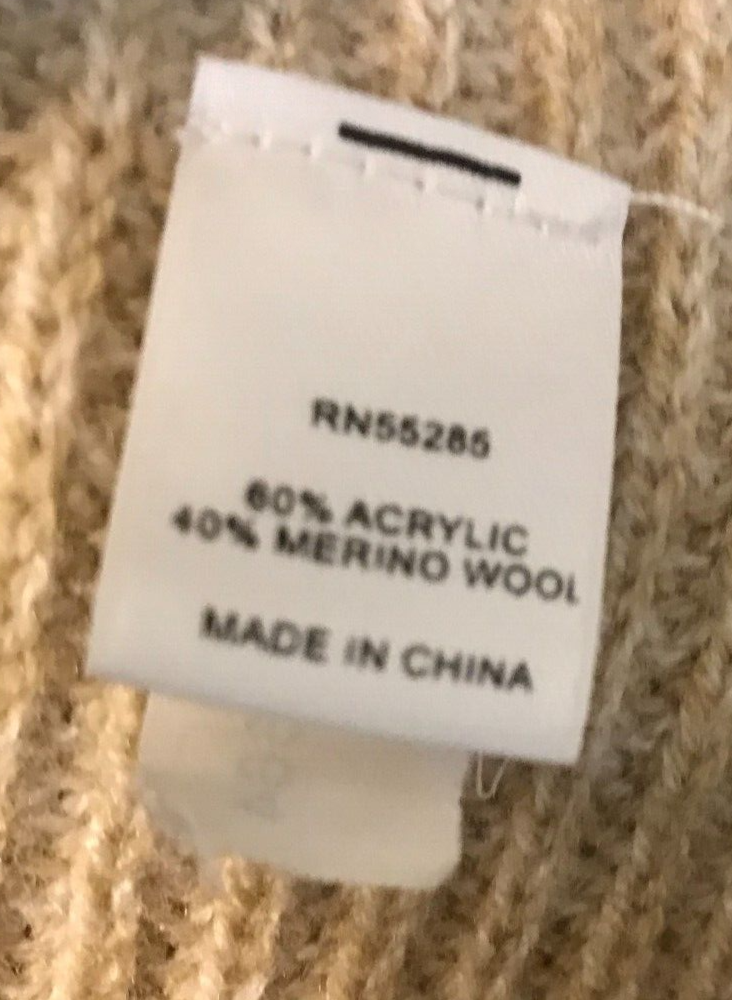 RN55285
60% ACRYLIC
40% MERINO WOOL
MADE IN CHINA